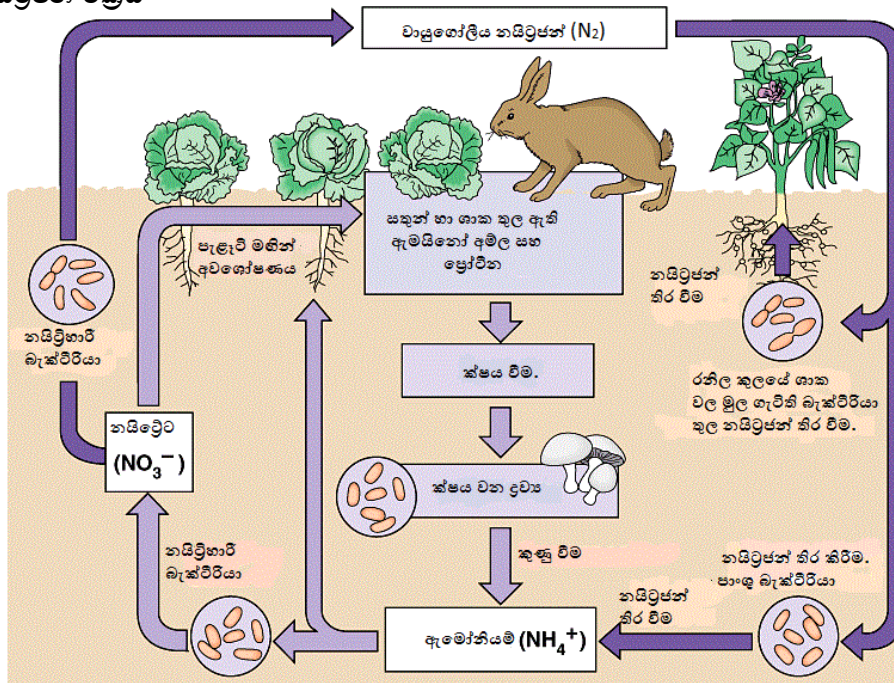 වායුගෝලීය නයිට්‍රජන් (N₂)
සතුන් හා ශාක තුල ඇති
ඇමයිනෝ අම්ල සහ
ප්‍රෝටීන
පැළෑටි මඟින්
අවශෝෂණය
නයිට්‍රජන්
තිර වීම
නයිට්‍රිහාරී
බැක්ටීරියා
ක්ෂය වීම.
රනිල කුලයේ ශාක
වල මුල ගැටිති බැක්ටීරියා
තුල නයිට්‍රජන් තිර වීම.
නයිට්‍රේට
(NO₃⁻)
ක්ෂය වන ද්‍රව්‍ය
කුණු වීම
නයිට්‍රිහාරී
බැක්ටීරියා
නයිට්‍රජන් තිර කිරීම.
පාංශු බැක්ටීරියා
නයිට්‍රජන්
තිර වීම
ඇමෝනියම් (NH₄⁺)